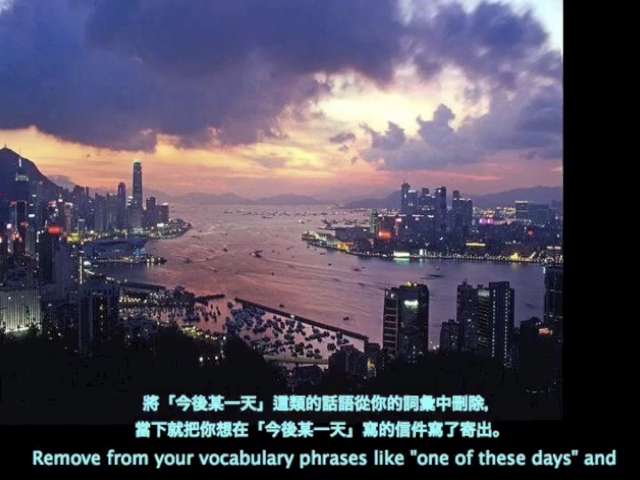 將「今後某一天」這類的話語從你的詞彙中刪除,
當下就把你想在「今後某一天」寫的信件寫了寄出。
Remove from your vocabulary phrases like "one of these days" and